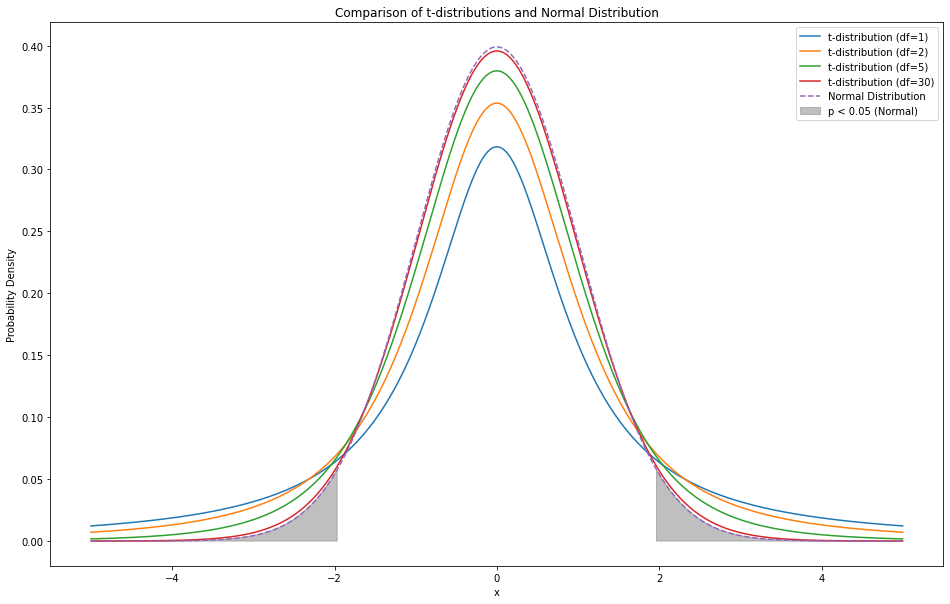 Comparison of t-distributions and Normal Distribution
t-distribution (df=1)
t-distribution (df=2)
t-distribution (df=5)
t-distribution (df=30)
Normal Distribution
p < 0.05 (Normal)
Probability Density
0.40
0.35
0.30
0.25
0.20
0.15
0.10
0.05
0.00
−4
−2
0
2
4
x